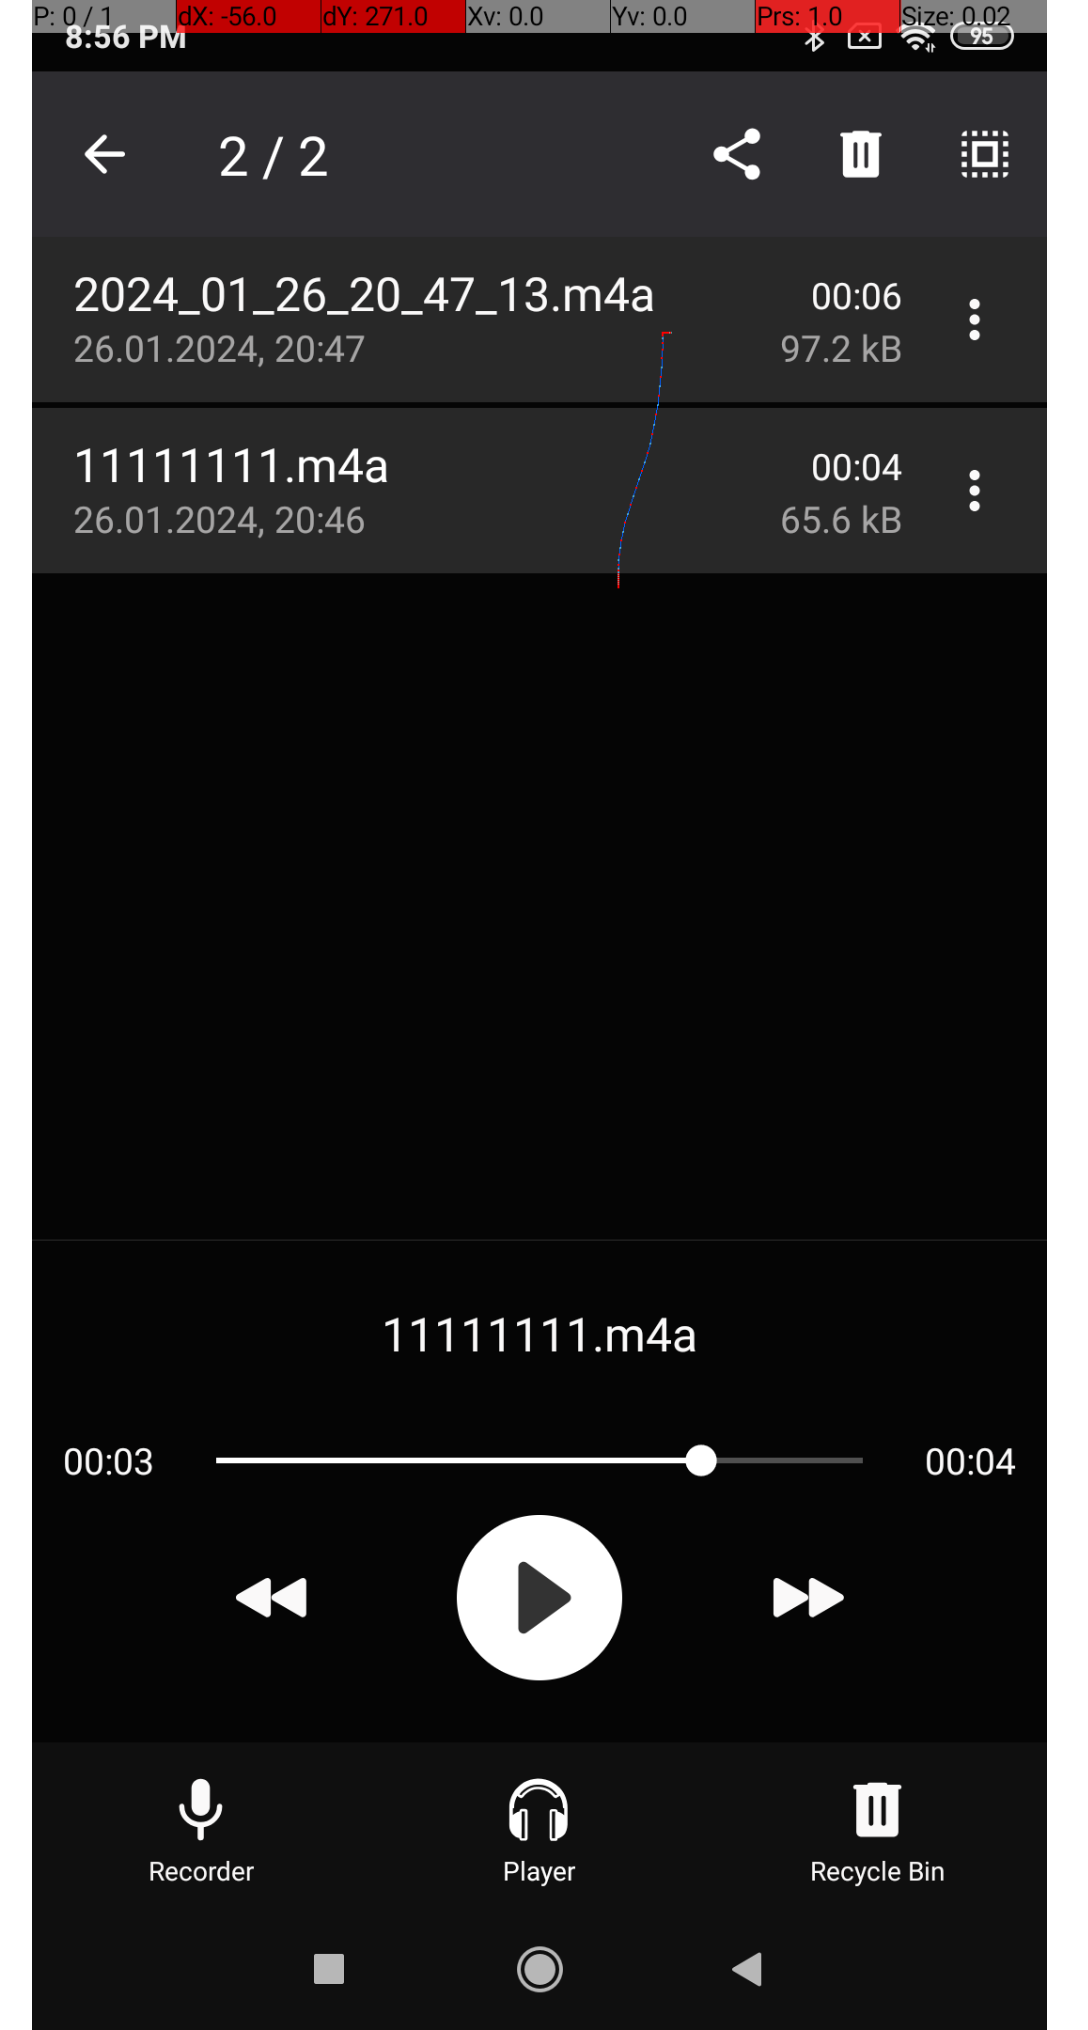 P: 0 / 1 dX: -56.0 dY: 271.0 Xv: 0.0 Yv: 0.0 Prs: 1.0 Size: 0.02
8:56 PM 95
2 / 2
2024_01_26_20_47_13.m4a 00:06
26.01.2024, 20:47 97.2 kB
11111111.m4a 00:04
26.01.2024, 20:46 65.6 kB
11111111.m4a
00:03 00:04
Recorder Player Recycle Bin